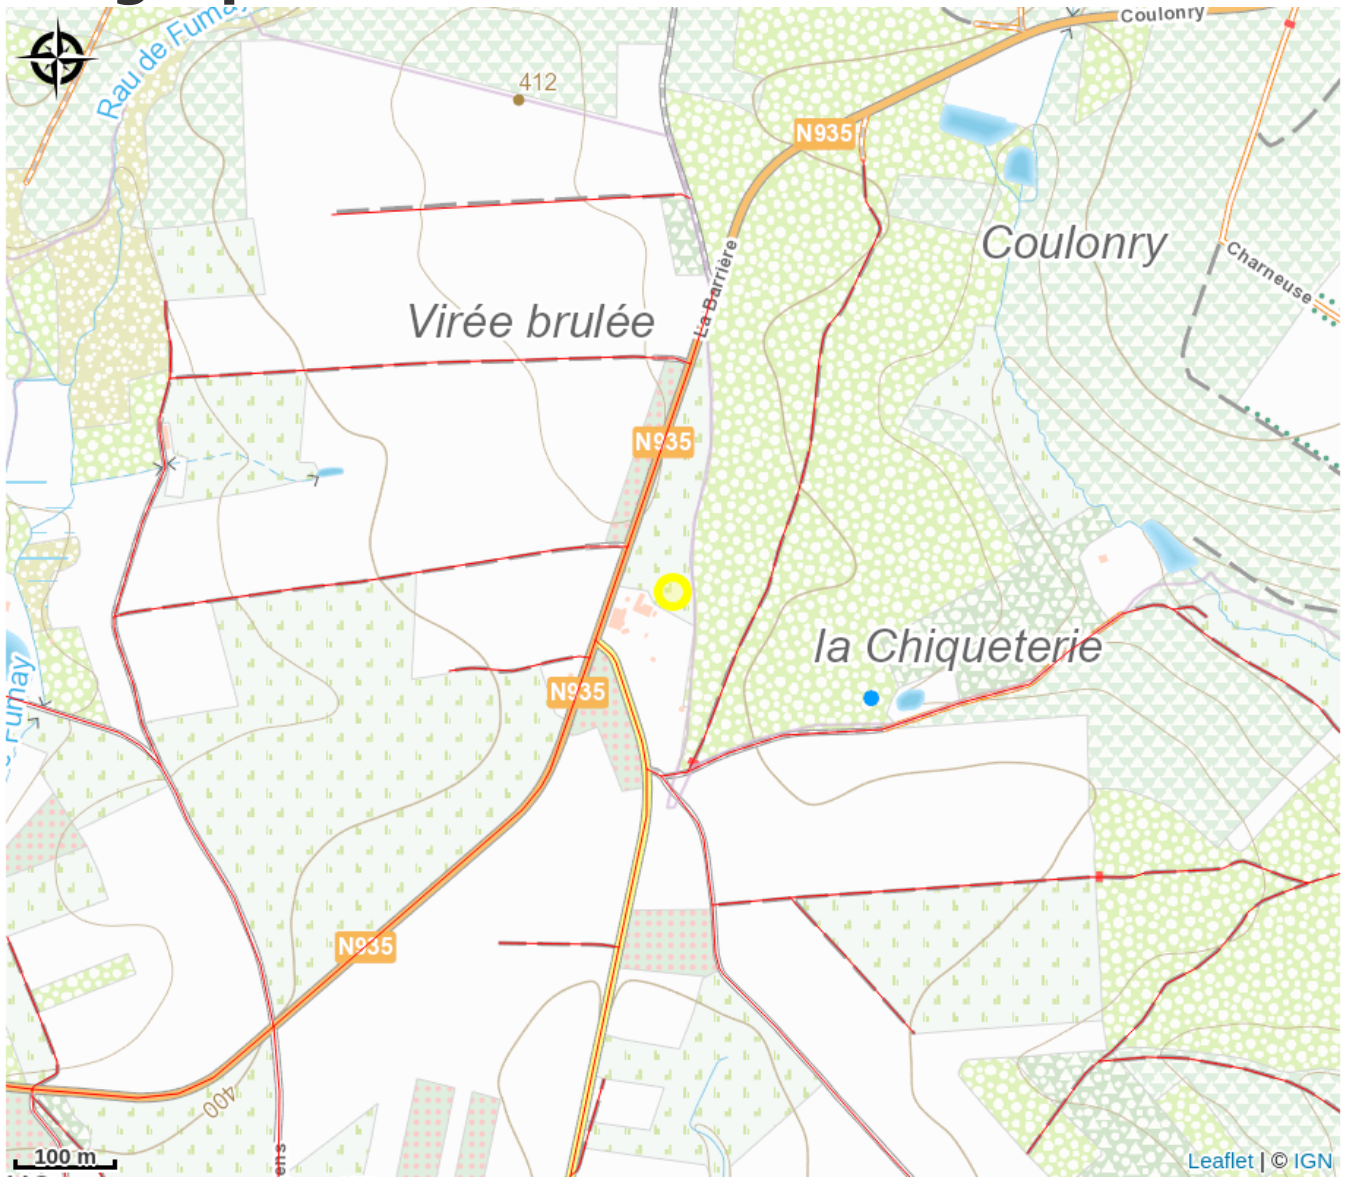 Coulonry
Rau de Fumay
412
N935
Coulonry
Charneuse
La Barrière
Virée brulée
N935
la Chiqueterie
Fumay
N935
N935
400
ens
100 m
Leaflet | © IGN